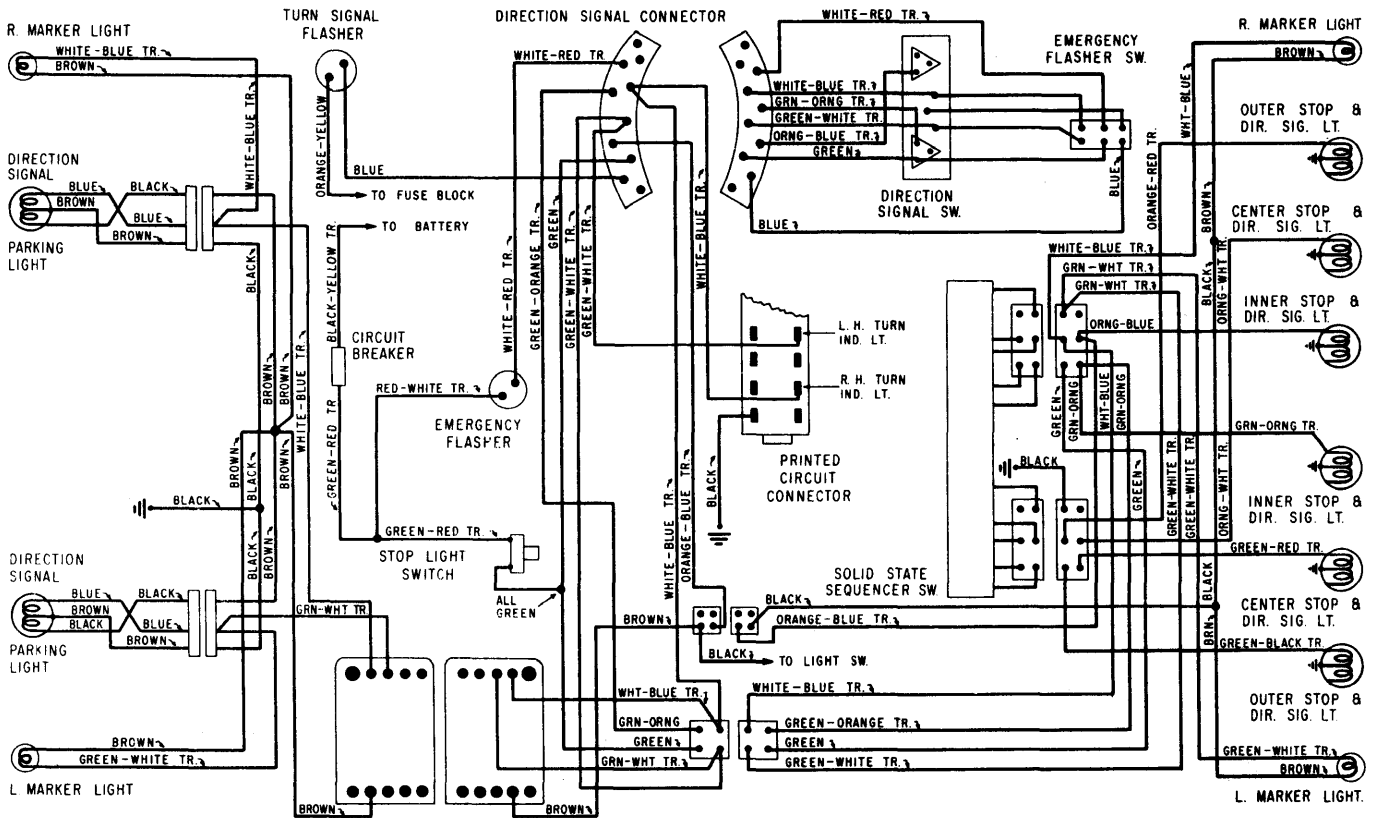 R. MARKER LIGHT
WHITE-BLUE TR.
BROWN
TURN SIGNAL
FLASHER
DIRECTION SIGNAL CONNECTOR
WHITE-RED TR.
WHITE-RED TR
EMERGENCY
FLASHER SW.
R. MARKER LIGHT
BROWN
WHITE-BLUE TR.
ORANGE-YELLOW
BLUE
TO FUSE BLOCK
TO BATTERY
WHITE-BLUE TR.
GRN-ORNG TR.
GREEN-WHITE TR.
ORNG-BLUE TR.
GREEN
DIRECTION
SIGNAL SW.
BLUE
BLUE
ORANGE-RED TR.
WHT-BLUE
BROWN
OUTER STOP &
DIR. SIG. LT.
CENTER STOP &
DIR. SIG. LT.
INNER STOP &
DIR. SIG. LT.
DIRECTION
SIGNAL
BLUE
BROWN
BLACK
BLUE
BROWN
PARKING
LIGHT
BLACK
BLACK-YELLOW TR.
CIRCUIT
BREAKER
GREEN-RED TR
RED-WHITE TR.
EMERGENCY
FLASHER
WHITE-RED TR.
GREEN-ORANGE TR.
GREEN
GREEN-WHITE TR.
GREEN-WHITE TR.
WHITE-BLUE TR.
L. H. TURN
IND. LT.
R. H. TURN
IND. LT.
PRINTED
CIRCUIT
CONNECTOR
BLACK
WHITE-BLUE TR.
GRN-WHT TR.
GRN-WHT TR.
ORNG-BLUE
BLACK
ORNG-WHT TR.
GREEN
GRN-ORNG
WHT-BLUE
GRN-ORNG
GRN-ORNG TR.
INNER STOP &
DIR. SIG. LT.
BROWN
BROWN
WHITE-BLUE TR.
BROWN
BLACK
BROWN
BLACK
BLACK
BROWN
GREEN-RED TR.
STOP LIGHT
SWITCH
ALL
GREEN
WHITE-BLUE TR.
ORANGE-BLUE TR.
BLACK
GREEN
GREEN-WHITE TR.
GREEN-WHITE TR.
ORNG-WHT TR.
GREEN-RED TR.
SOLID STATE
SEQUENCER SW.
CENTER STOP &
DIR. SIG. LT.
DIRECTION
SIGNAL
BLUE
BROWN
BLACK
BLACK
BLUE
BROWN
PARKING
LIGHT
GRN-WHT TR
BROWN
BLACK
ORANGE-BLUE TR.
BLACK
TO LIGHT SW.
BLACK
BRN.
GREEN-BLACK TR.
OUTER STOP &
DIR. SIG. LT.
WHT-BLUE TR.
GRN-ORNG
GREEN
GRN-WHT TR.
WHITE-BLUE TR.
GREEN-ORANGE TR.
GREEN
GREEN-WHITE TR.
BROWN
GREEN-WHITE TR.
L. MARKER LIGHT
BROWN
BROWN
GREEN-WHITE TR.
BROWN
L. MARKER LIGHT.